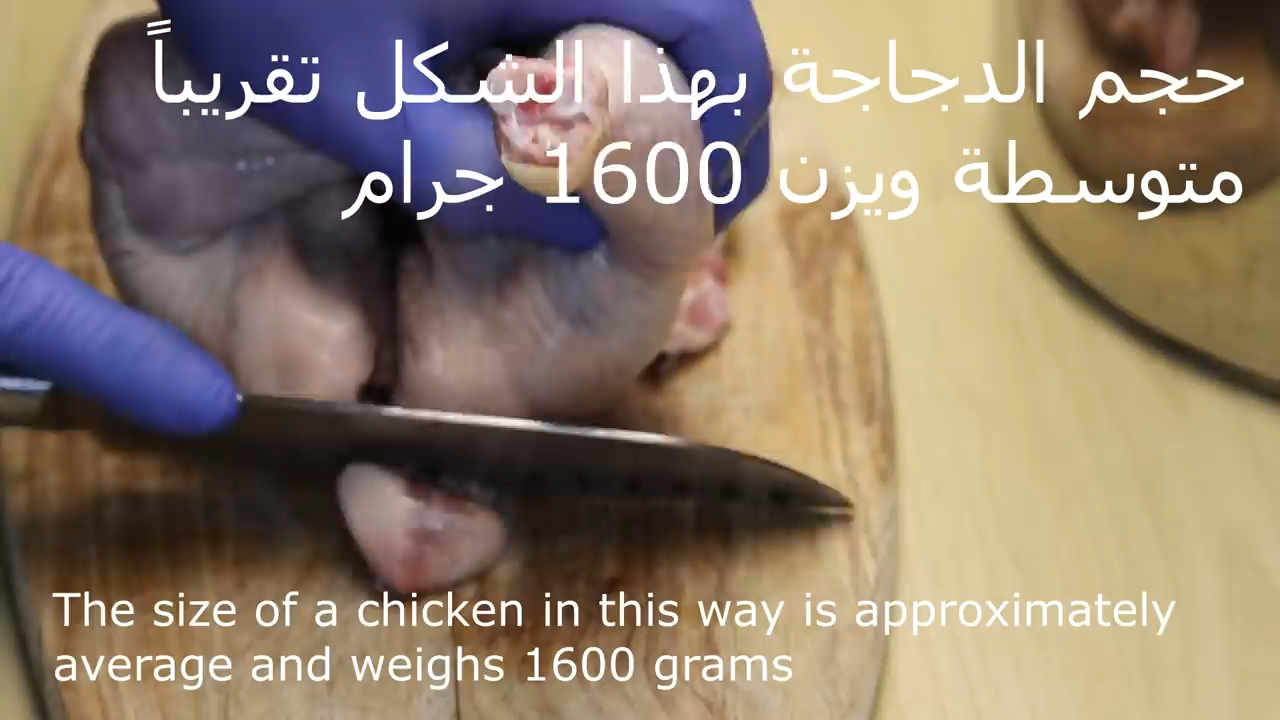 حجم الدجاجة بهذا الشكل تقريباً
متوسطة ويزن 1600 جرام
The size of a chicken in this way is approximately
average and weighs 1600 grams